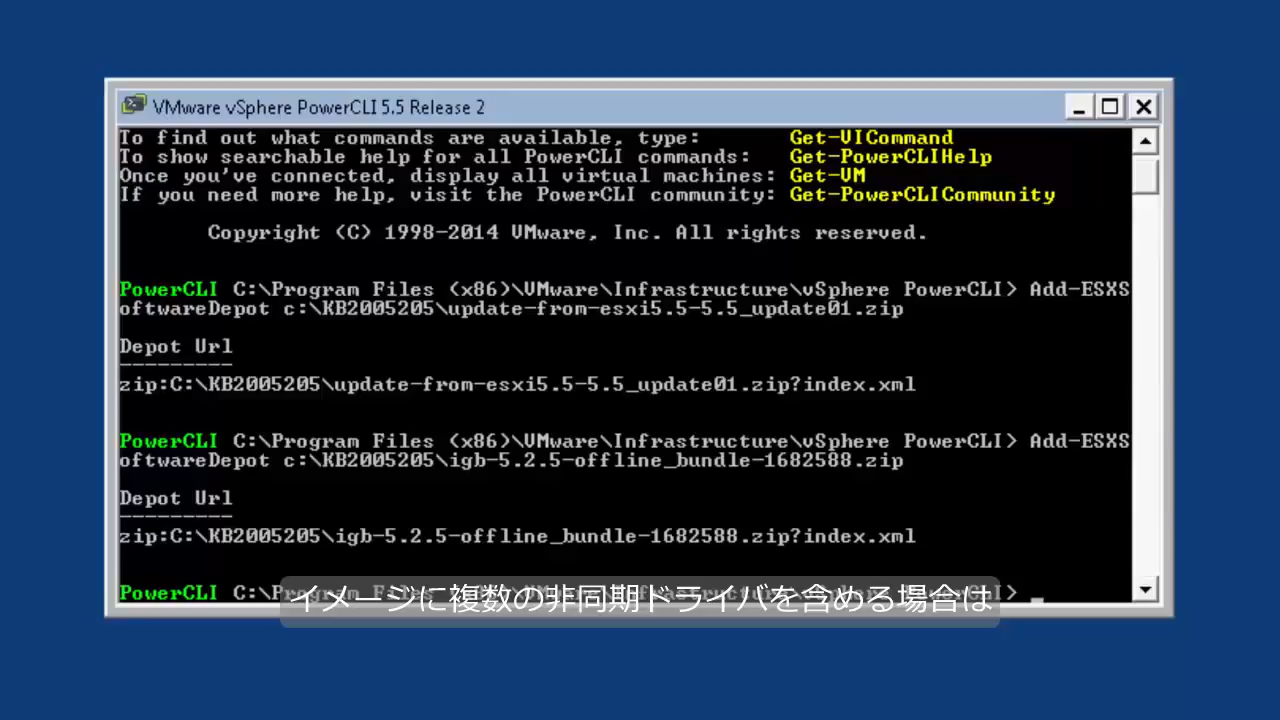 VMware vSphere PowerCLI 5.5 Release 2
To find out what commands are available, type: Get-VICommand
To show searchable help for all PowerCLI commands: Get-PowerCLIHelp
Once you've connected, display all virtual machines: Get-VM
If you need more help, visit the PowerCLI community: Get-PowerCLICommunity
Copyright (C) 1998-2014 VMware, Inc. All rights reserved.
PowerCLI C:\Program Files (x86)\VMware\Infrastructure\vSphere PowerCLI> Add-ESXS
oftwareDepot c:\KB2005205\update-from-esxi5.5-5.5_update01.zip
Depot Url
---------
zip:C:\KB2005205\update-from-esxi5.5-5.5_update01.zip?index.xml
PowerCLI C:\Program Files (x86)\VMware\Infrastructure\vSphere PowerCLI> Add-ESXS
oftwareDepot c:\KB2005205\igb-5.2.5-offline_bundle-1682588.zip
Depot Url
---------
zip:C:\KB2005205\igb-5.2.5-offline_bundle-1682588.zip?index.xml
PowerCLI C:\Program Files (x86)\VMware\Infrastructure\vSphere PowerCLI> _
イメージに複数の非同期ドライバを含める場合は